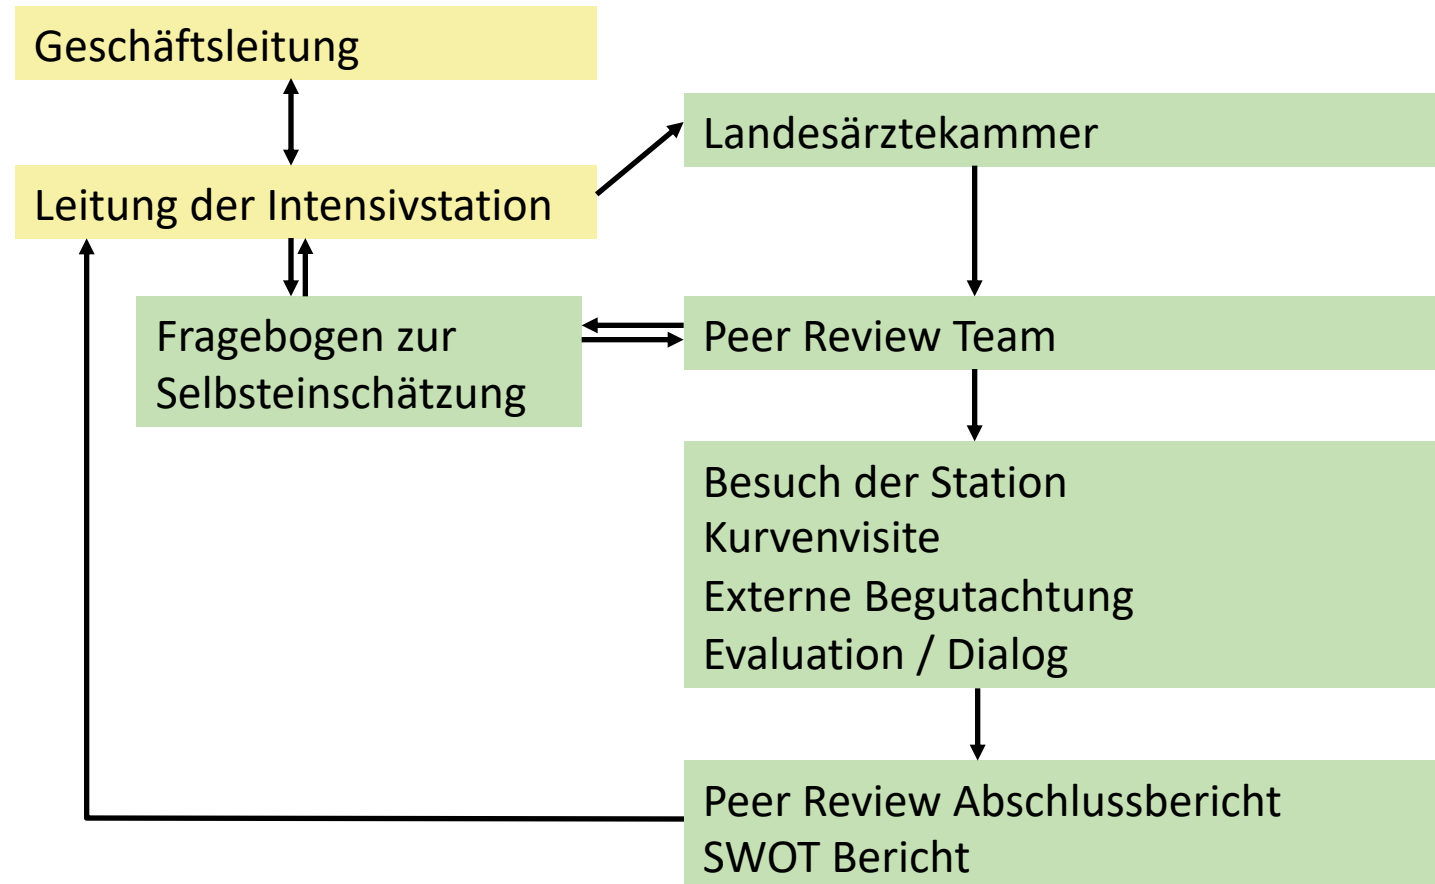 Geschäftsleitung
Leitung der Intensivstation
Landesärztekammer
Fragebogen zur
Selbsteinschätzung
Peer Review Team
Besuch der Station
Kurvenvisite
Externe Begutachtung
Evaluation / Dialog
Peer Review Abschlussbericht
SWOT Bericht